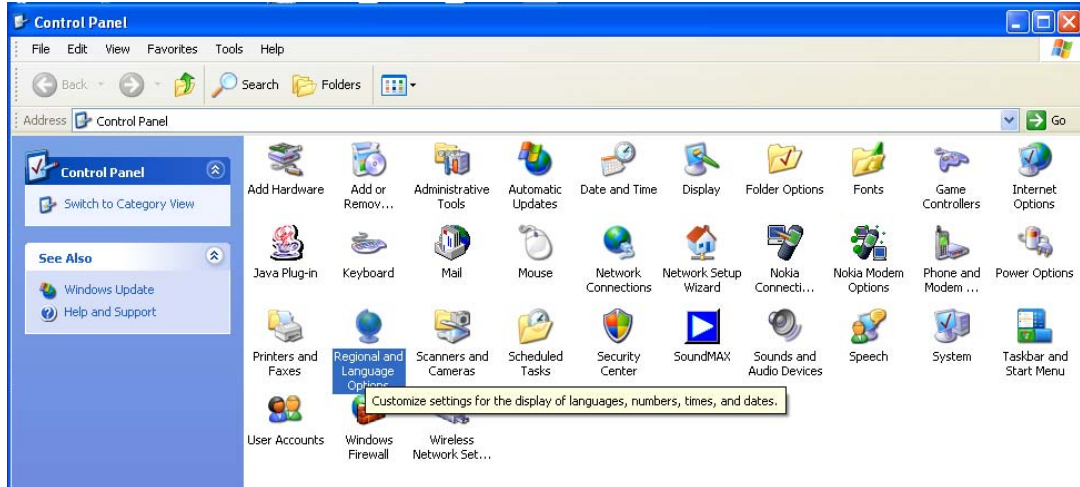 Control Panel
File Edit View Favorites Tools Help
Back Search Folders
Address Control Panel Go
Control Panel
Switch to Category View
See Also
Windows Update
Help and Support
Add Hardware
Add or
Remov...
Administrative
Tools
Automatic
Updates
Date and Time
Display
Folder Options
Fonts
Game
Controllers
Internet
Options
Java Plug-in
Keyboard
Mail
Mouse
Network
Connections
Network Setup
Wizard
Nokia
Connecti...
Nokia Modem
Options
Phone and
Modem ...
Power Options
Printers and
Faxes
Regional and
Language
Options
Scanners and
Cameras
Scheduled
Tasks
Security
Center
SoundMAX
Sounds and
Audio Devices
Speech
System
Taskbar and
Start Menu
Customize settings for the display of languages, numbers, times, and dates.
User Accounts
Windows
Firewall
Wireless
Network Set...